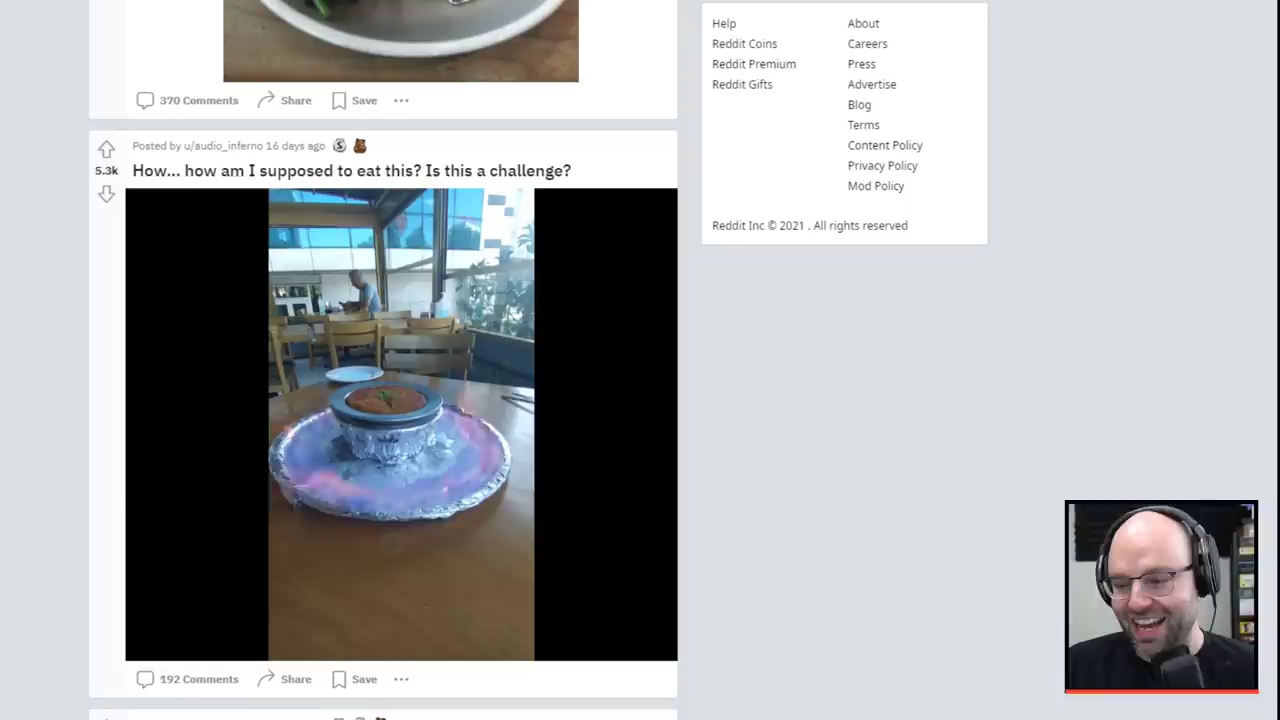 370 Comments Share Save
Posted by u/audio_inferno 16 days ago
5.3k
How... how am I supposed to eat this? Is this a challenge?
192 Comments Share Save
Help About
Reddit Coins Careers
Reddit Premium Press
Reddit Gifts Advertise
Blog
Terms
Content Policy
Privacy Policy
Mod Policy
Reddit Inc © 2021 . All rights reserved